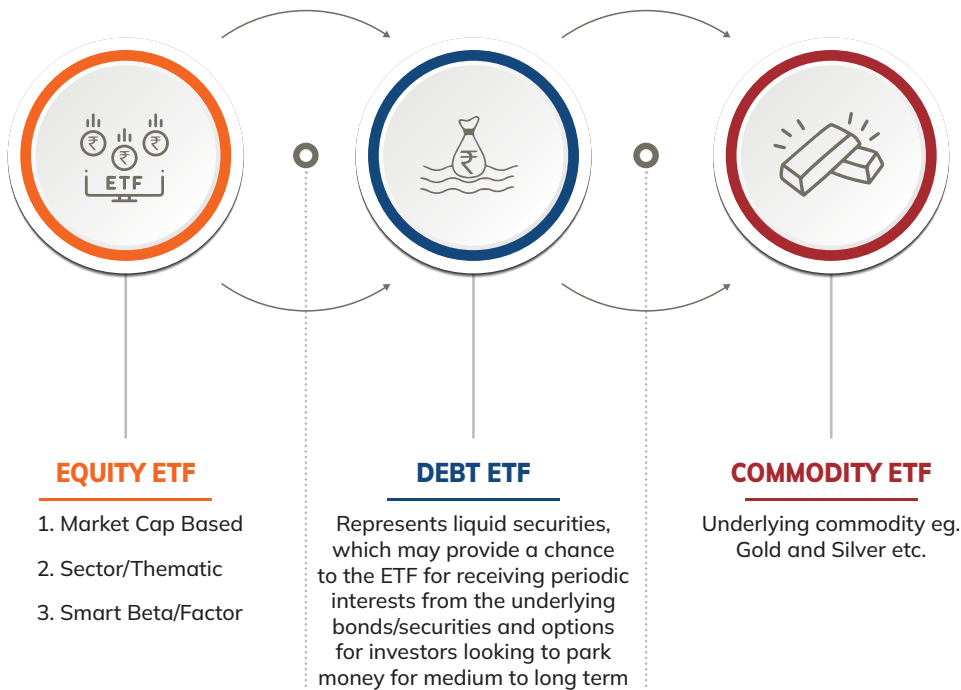 ₹ ₹ ₹
ETF
₹
EQUITY ETF
1. Market Cap Based
2. Sector/Thematic
3. Smart Beta/Factor
DEBT ETF
Represents liquid securities,
which may provide a chance
to the ETF for receiving periodic
interests from the underlying
bonds/securities and options
for investors looking to park
money for medium to long term
COMMODITY ETF
Underlying commodity eg.
Gold and Silver etc.